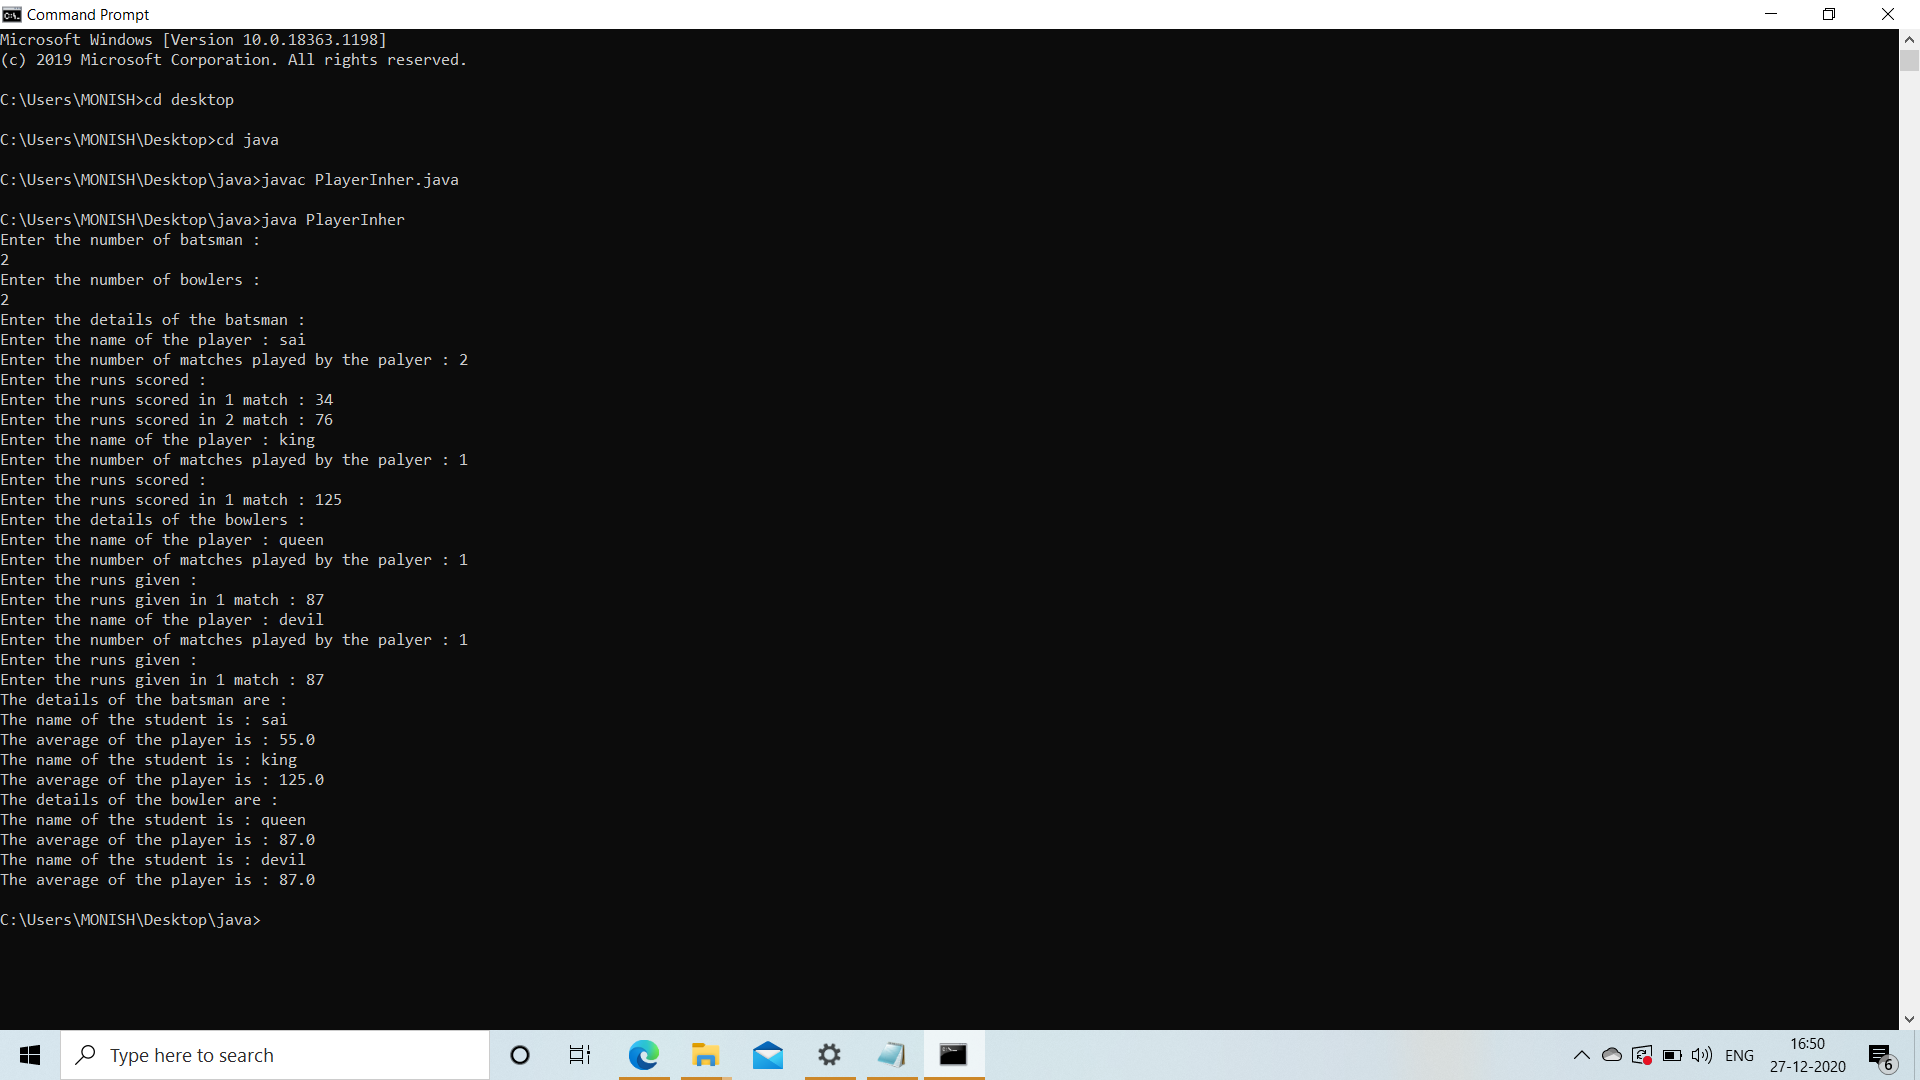 Command Prompt
Microsoft Windows [Version 10.0.18363.1198]
(c) 2019 Microsoft Corporation. All rights reserved.
C:\Users\MONISH>cd desktop
C:\Users\MONISH\Desktop>cd java
C:\Users\MONISH\Desktop\java>javac PlayerInher.java
C:\Users\MONISH\Desktop\java>java PlayerInher
Enter the number of batsman :
2
Enter the number of bowlers :
2
Enter the details of the batsman :
Enter the name of the player : sai
Enter the number of matches played by the palyer : 2
Enter the runs scored :
Enter the runs scored in 1 match : 34
Enter the runs scored in 2 match : 76
Enter the name of the player : king
Enter the number of matches played by the palyer : 1
Enter the runs scored :
Enter the runs scored in 1 match : 125
Enter the details of the bowlers :
Enter the name of the player : queen
Enter the number of matches played by the palyer : 1
Enter the runs given :
Enter the runs given in 1 match : 87
Enter the name of the player : devil
Enter the number of matches played by the palyer : 1
Enter the runs given :
Enter the runs given in 1 match : 87
The details of the batsman are :
The name of the student is : sai
The average of the player is : 55.0
The name of the student is : king
The average of the player is : 125.0
The details of the bowler are :
The name of the student is : queen
The average of the player is : 87.0
The name of the student is : devil
The average of the player is : 87.0
C:\Users\MONISH\Desktop\java>
Type here to search
ENG
16:50
27-12-2020
6